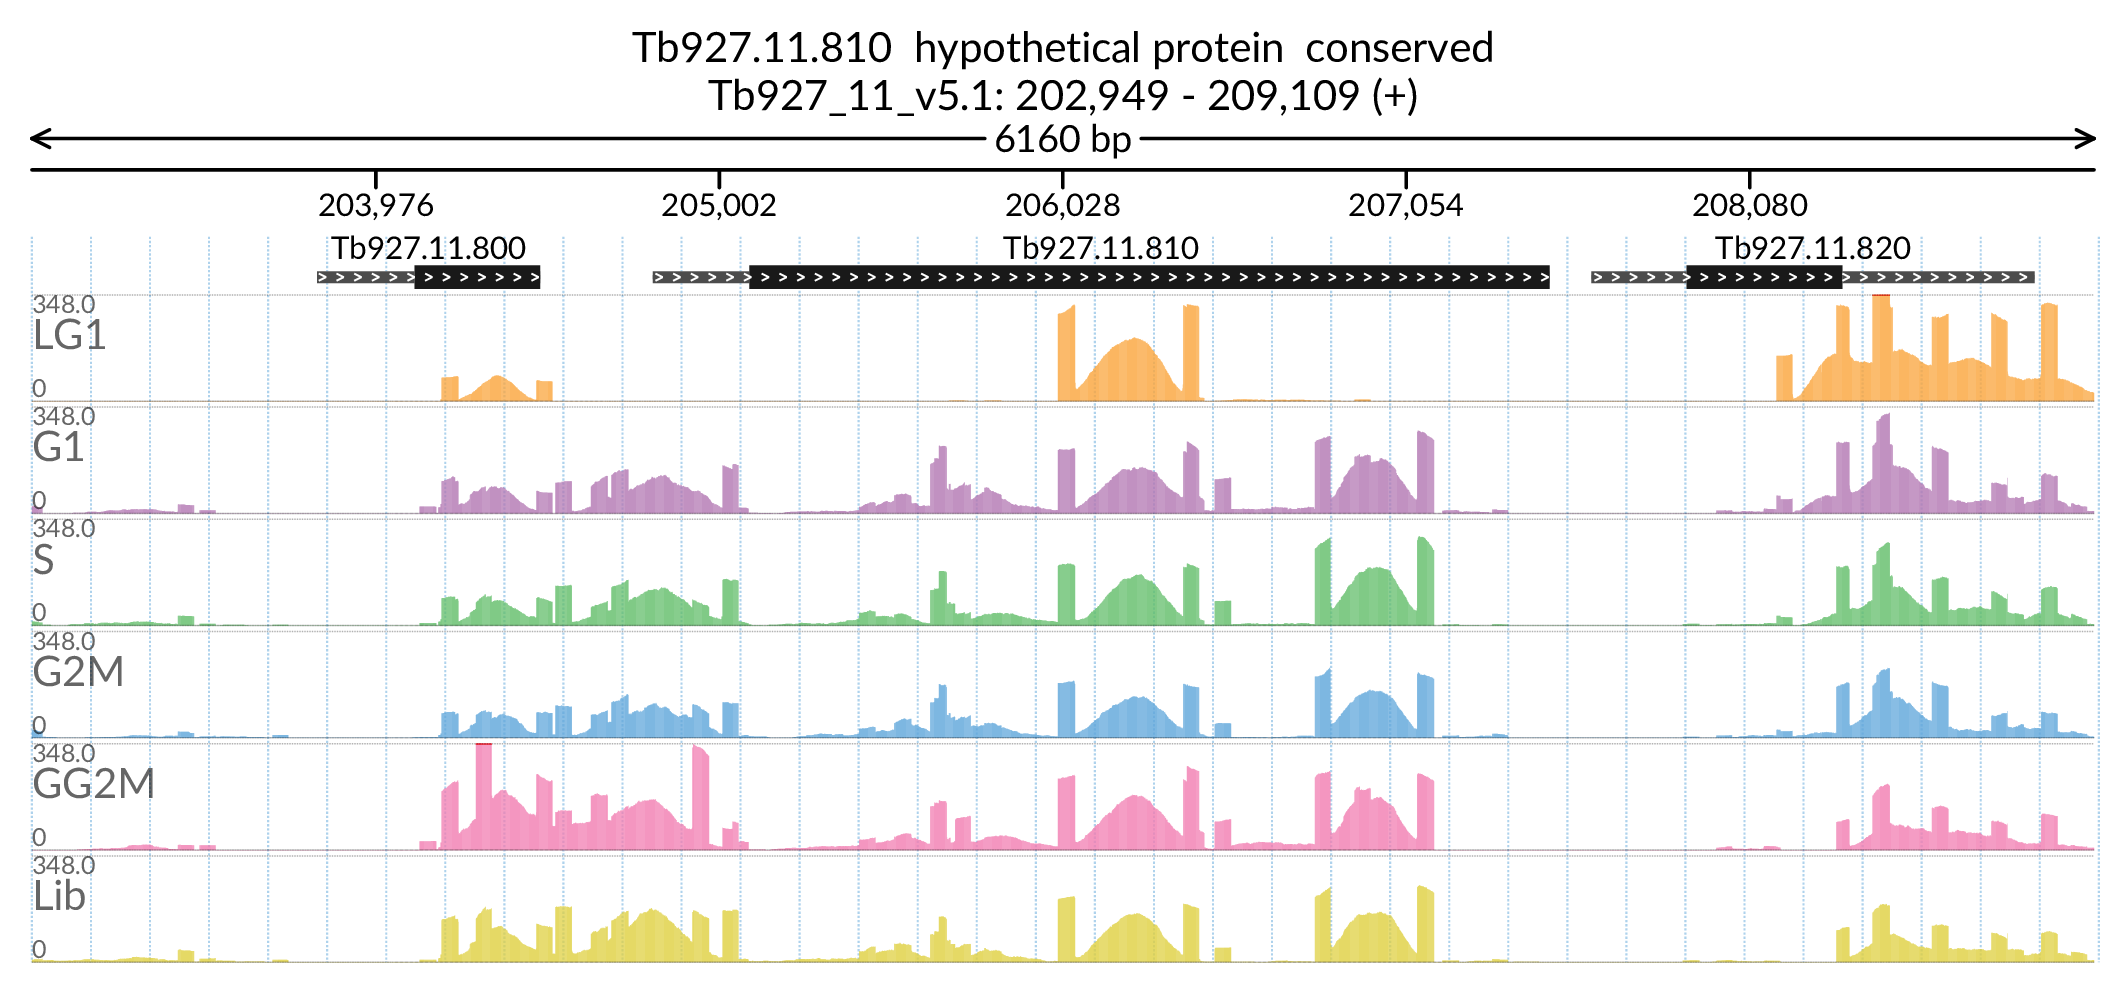 Tb927.11.810  hypothetical protein  conserved
Tb927_11_v5.1: 202,949 - 209,109 (+)
6160 bp
203,976 205,002 206,028 207,054 208,080
Tb927.11.800 Tb927.11.810 Tb927.11.820
348.0
LG1
0
348.0
G1
0
348.0
S
0
348.0
G2M
0
348.0
GG2M
0
348.0
Lib
0